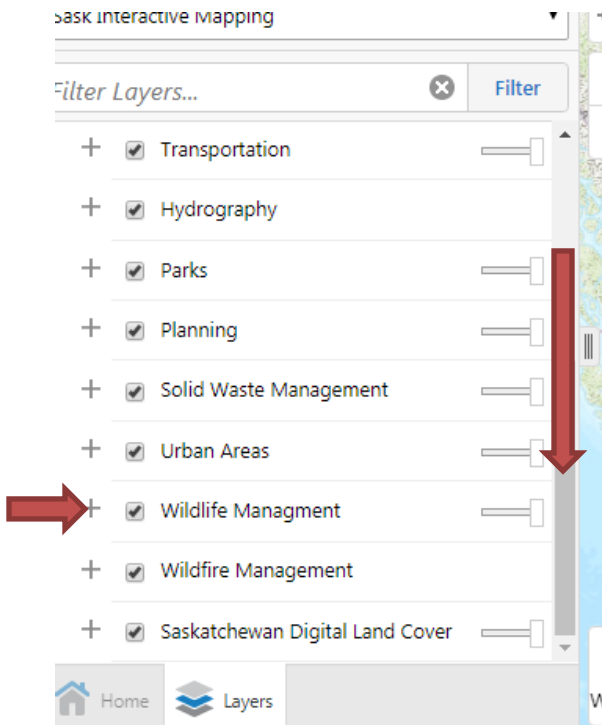 Sask Interactive Mapping
Filter Layers... Filter
Transportation
Hydrography
Parks
Planning
Solid Waste Management
Urban Areas
Wildlife Managment
Wildfire Management
Saskatchewan Digital Land Cover
Home Layers